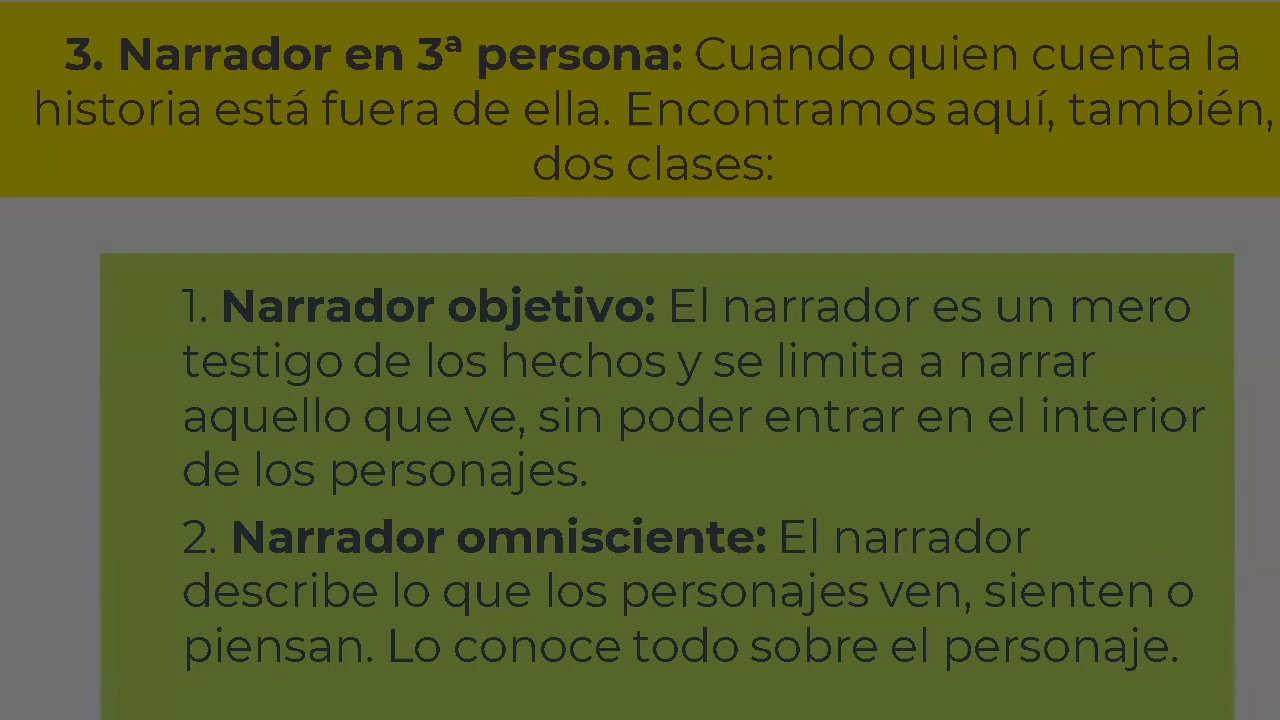 3. Narrador en 3ª persona: Cuando quien cuenta la
historia está fuera de ella. Encontramos aquí, también,
dos clases:
1. Narrador objetivo: El narrador es un mero
testigo de los hechos y se limita a narrar
aquello que ve, sin poder entrar en el interior
de los personajes.
2. Narrador omnisciente: El narrador
describe lo que los personajes ven, sienten o
piensan. Lo conoce todo sobre el personaje.